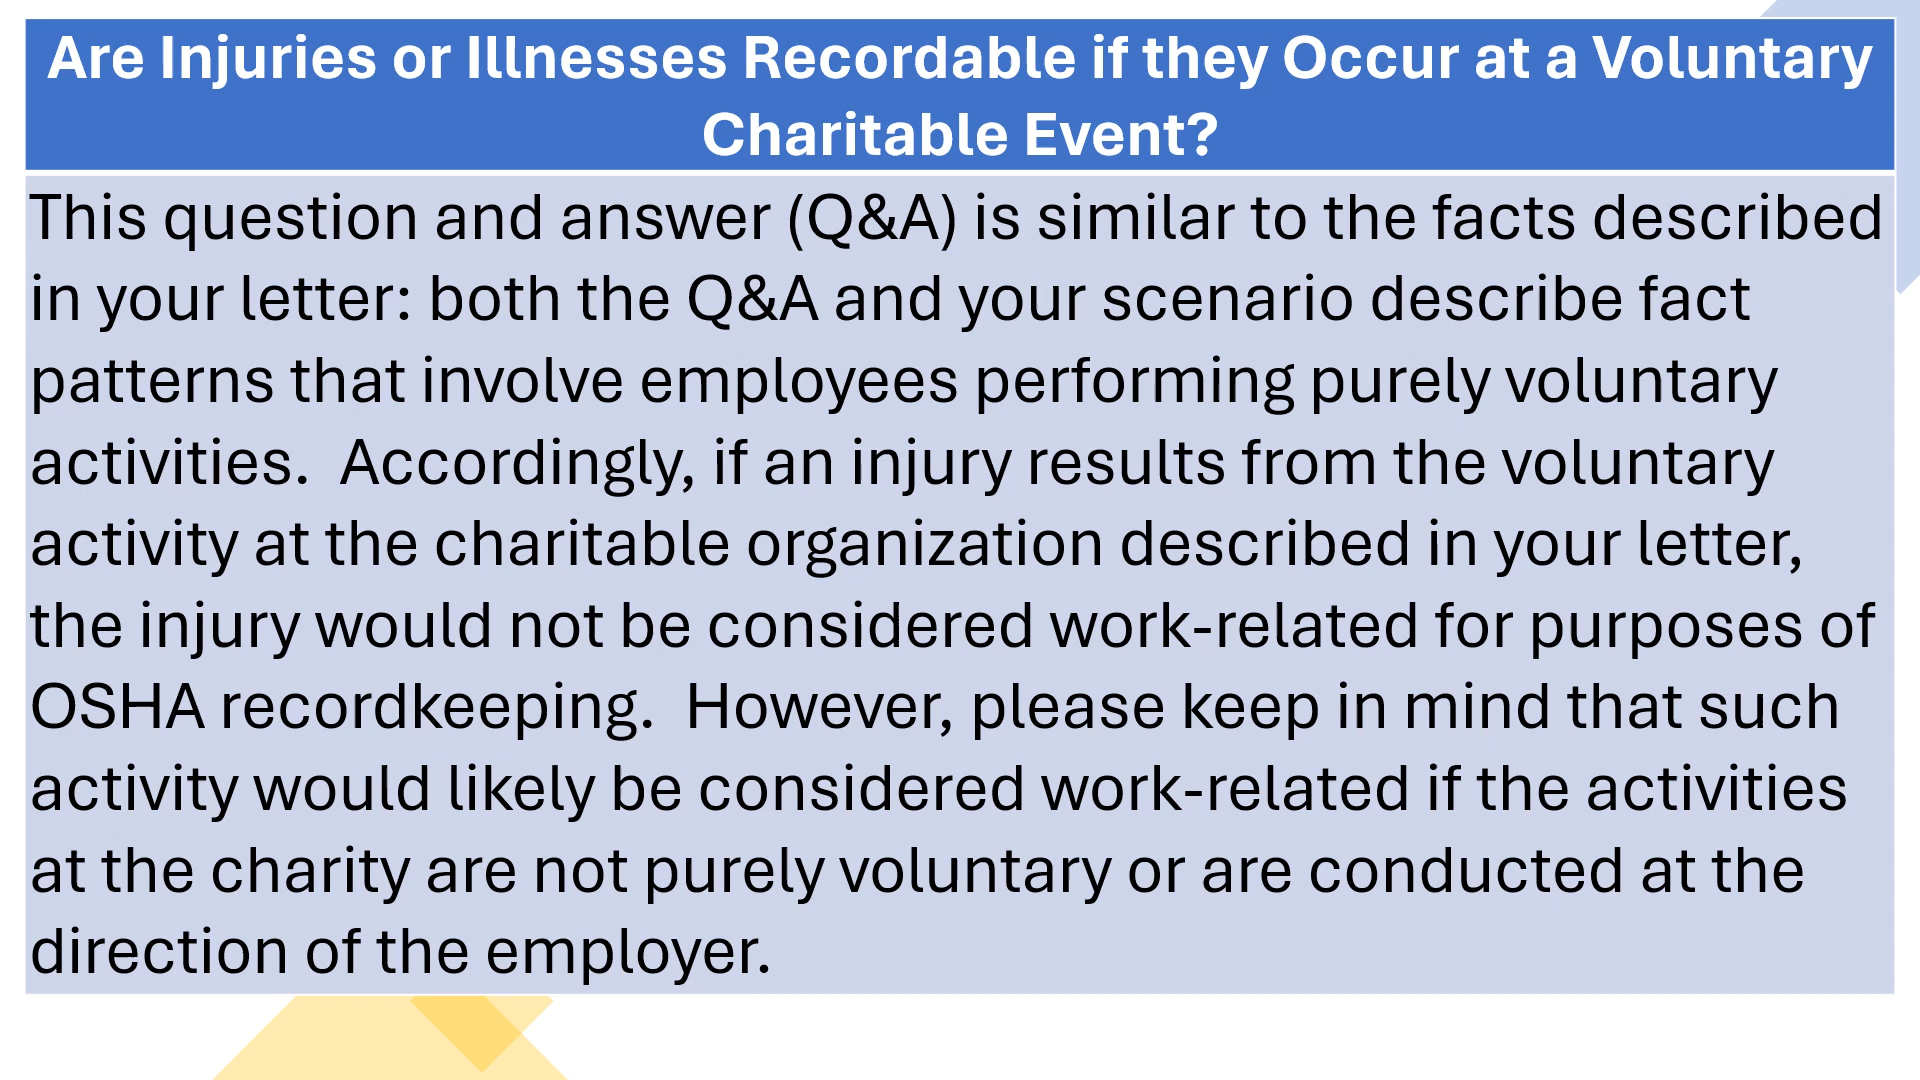 Are Injuries or Illnesses Recordable if they Occur at a Voluntary
Charitable Event?
This question and answer (Q&A) is similar to the facts described
in your letter: both the Q&A and your scenario describe fact
patterns that involve employees performing purely voluntary
activities.  Accordingly, if an injury results from the voluntary
activity at the charitable organization described in your letter,
the injury would not be considered work-related for purposes of
OSHA recordkeeping.  However, please keep in mind that such
activity would likely be considered work-related if the activities
at the charity are not purely voluntary or are conducted at the
direction of the employer.